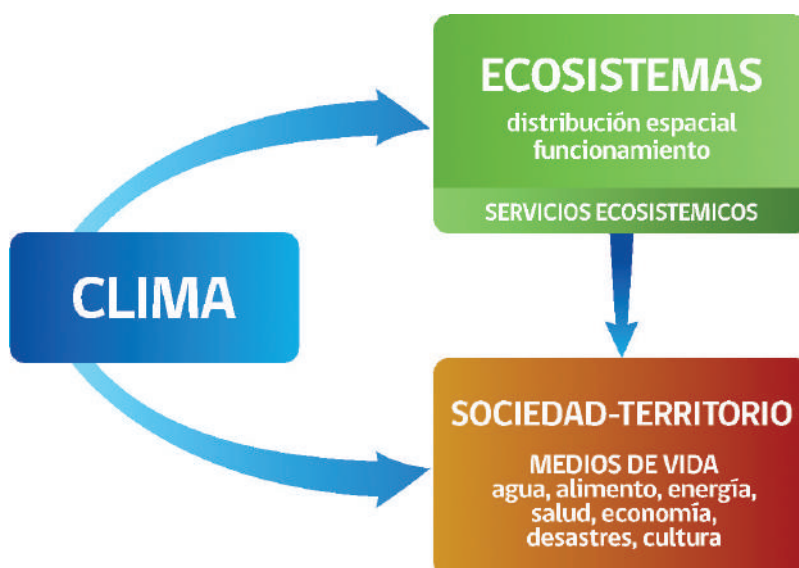 ECOSISTEMAS
distribución espacial
funcionamiento
SERVICIOS ECOSISTEMICOS
CLIMA
SOCIEDAD-TERRITORIO
MEDIOS DE VIDA
agua, alimento, energía,
salud, economía,
desastres, cultura